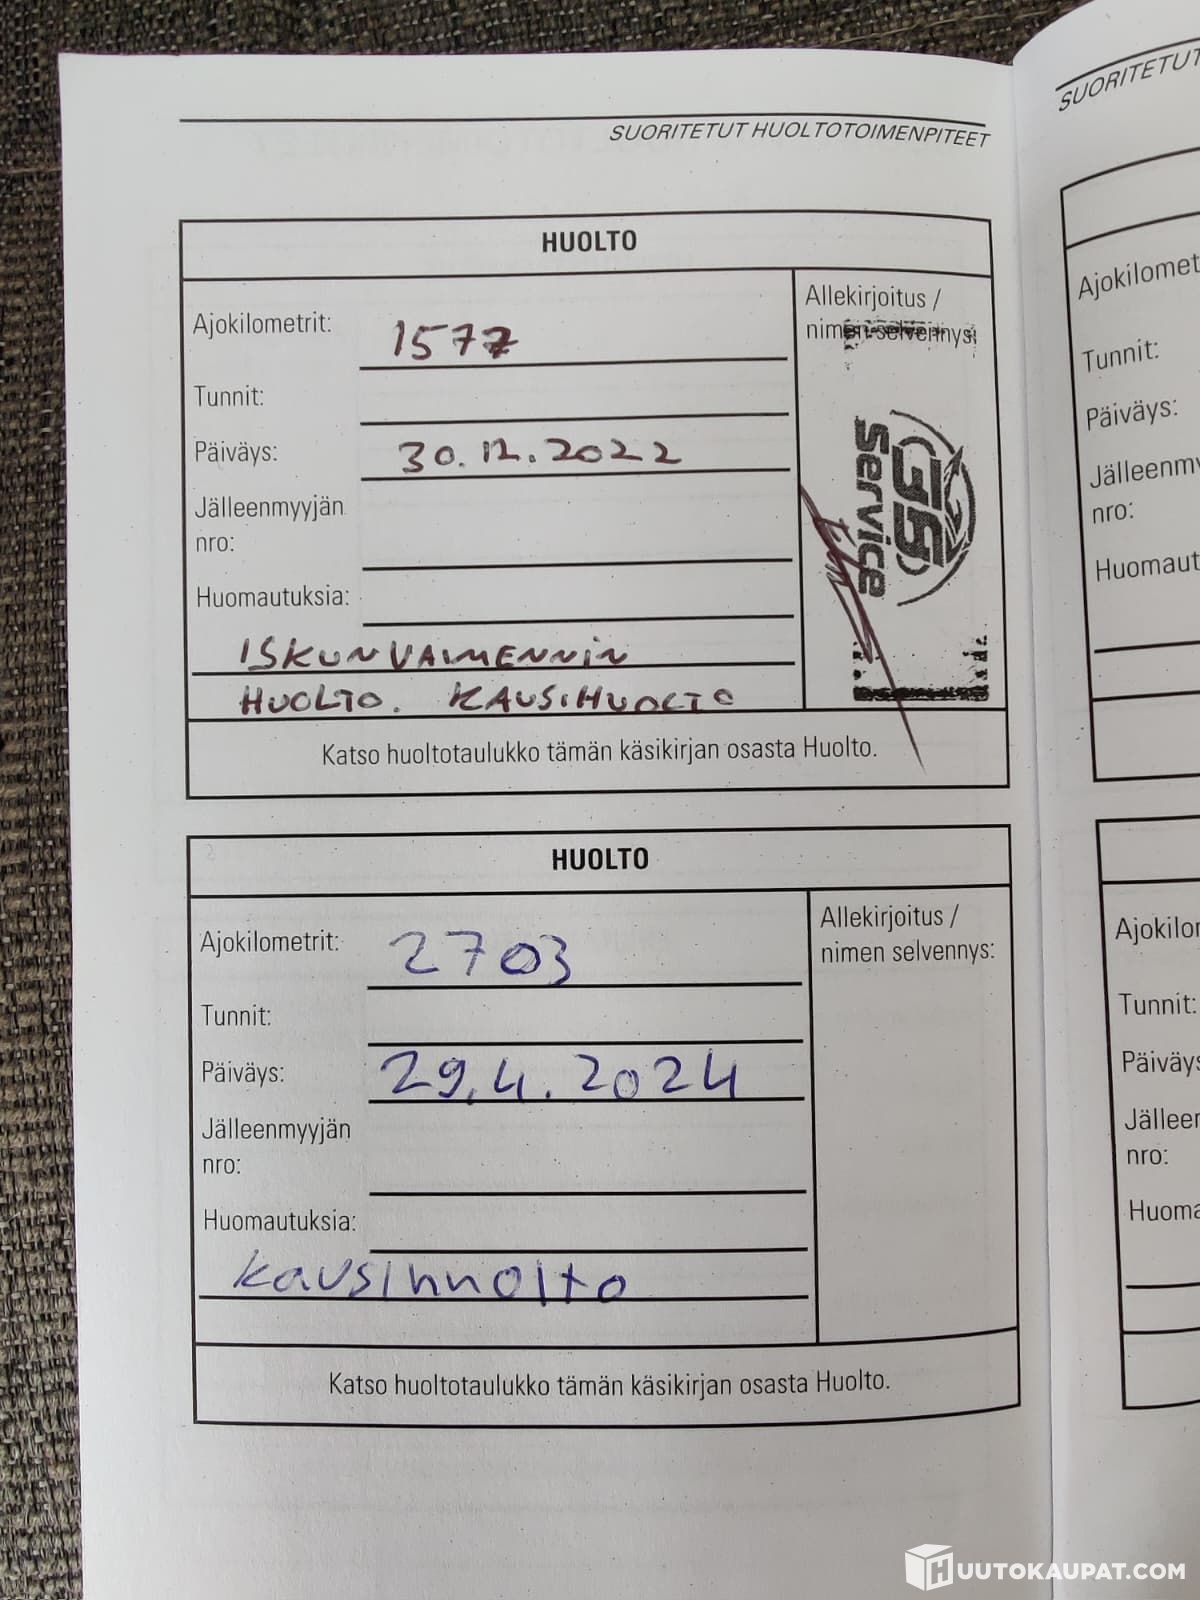 SUORITETUT HUOLTOTOIMENPITEET
HUOLTO
Ajokilometrit: 1577
Tunnit:
Päiväys: 30.12.2022
Jälleenmyyjän
nro:
Huomautuksia:
ISKUNVAIMENNIN
HUOLTO. KAUSIHUOLTO
Allekirjoitus /
nimen selvennys:
35
Service
Katso huoltotaulukko tämän käsikirjan osasta Huolto.
HUOLTO
Ajokilometrit: 2703
Tunnit:
Päiväys: 29.4.2024
Jälleenmyyjän
nro:
Huomautuksia:
kausihuolto
Allekirjoitus /
nimen selvennys:
Katso huoltotaulukko tämän käsikirjan osasta Huolto.
SUORITETUT
Ajokilomet
Tunnit:
Päiväys:
Jälleenmy
nro:
Huomaut
Ajokilor
Tunnit:
Päiväys
Jälleer
nro:
Huoma
HUUTOKAUPAT.COM